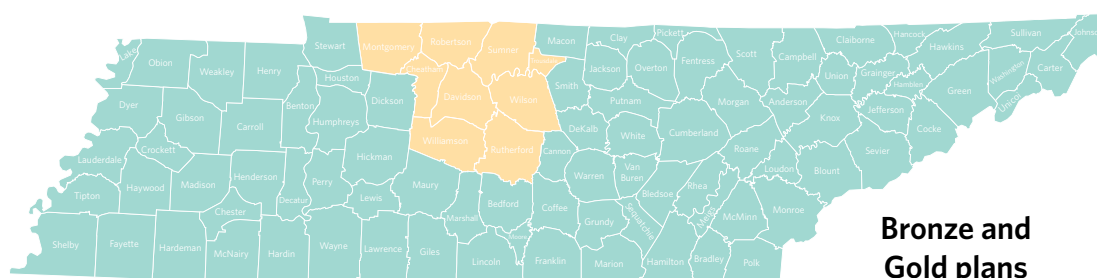 Lake
Obion
Weakley
Henry
Stewart
Montgomery
Robertson
Sumner
Macon
Clay
Pickett
Fentress
Scott
Campbell
Claiborne
Hancock
Hawkins
Sullivan
Johnson
Houston
Cheatham
Trousdale
Smith
Jackson
Overton
Union
Grainger
Hamblen
Washington
Carter
Green
Unicoi
Dyer
Gibson
Carroll
Benton
Humphreys
Dickson
Davidson
Wilson
Putnam
Morgan
Anderson
Knox
Jefferson
Cocke
Lauderdale
Crockett
Williamson
Rutherford
Cannon
DeKalb
White
Cumberland
Roane
Loudon
Blount
Sevier
Tipton
Haywood
Madison
Henderson
Decatur
Perry
Hickman
Lewis
Maury
Bedford
Coffee
Warren
Van
Buren
Bledsoe
Rhea
Meigs
McMinn
Monroe
Chester
Marshall
Moore
Grundy
Sequatchie
Shelby
Fayette
Hardeman
McNairy
Hardin
Wayne
Lawrence
Giles
Lincoln
Franklin
Marion
Hamilton
Bradley
Polk
Bronze and
Gold plans